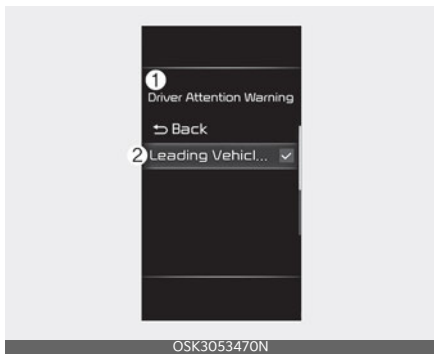 1
Driver Attention Warning
Back
2 Leading Vehicl...
OSK3053470N